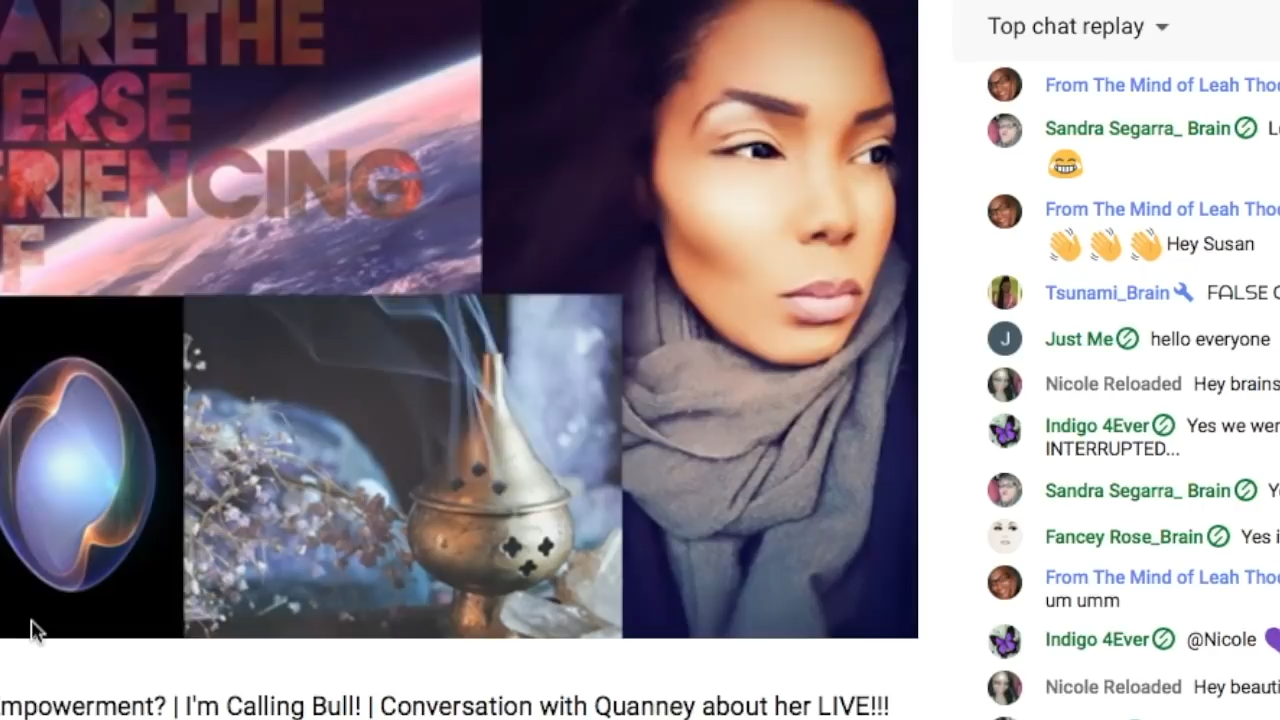 ARE THE
ERSE
RIENCING
F
mpowerment? | I'm Calling Bull! | Conversation with Quanney about her LIVE!!!
Top chat replay
From The Mind of Leah Thou
Sandra Segarra_ Brain L
From The Mind of Leah Thou
Hey Susan
Tsunami_Brain FALSE
J
Just Me hello everyone
Nicole Reloaded Hey brains
Indigo 4Ever Yes we wer
INTERRUPTED...
Sandra Segarra_ Brain Y
Fancey Rose_Brain Yes i
From The Mind of Leah Thou
um umm
Indigo 4Ever @Nicole
Nicole Reloaded Hey beauti